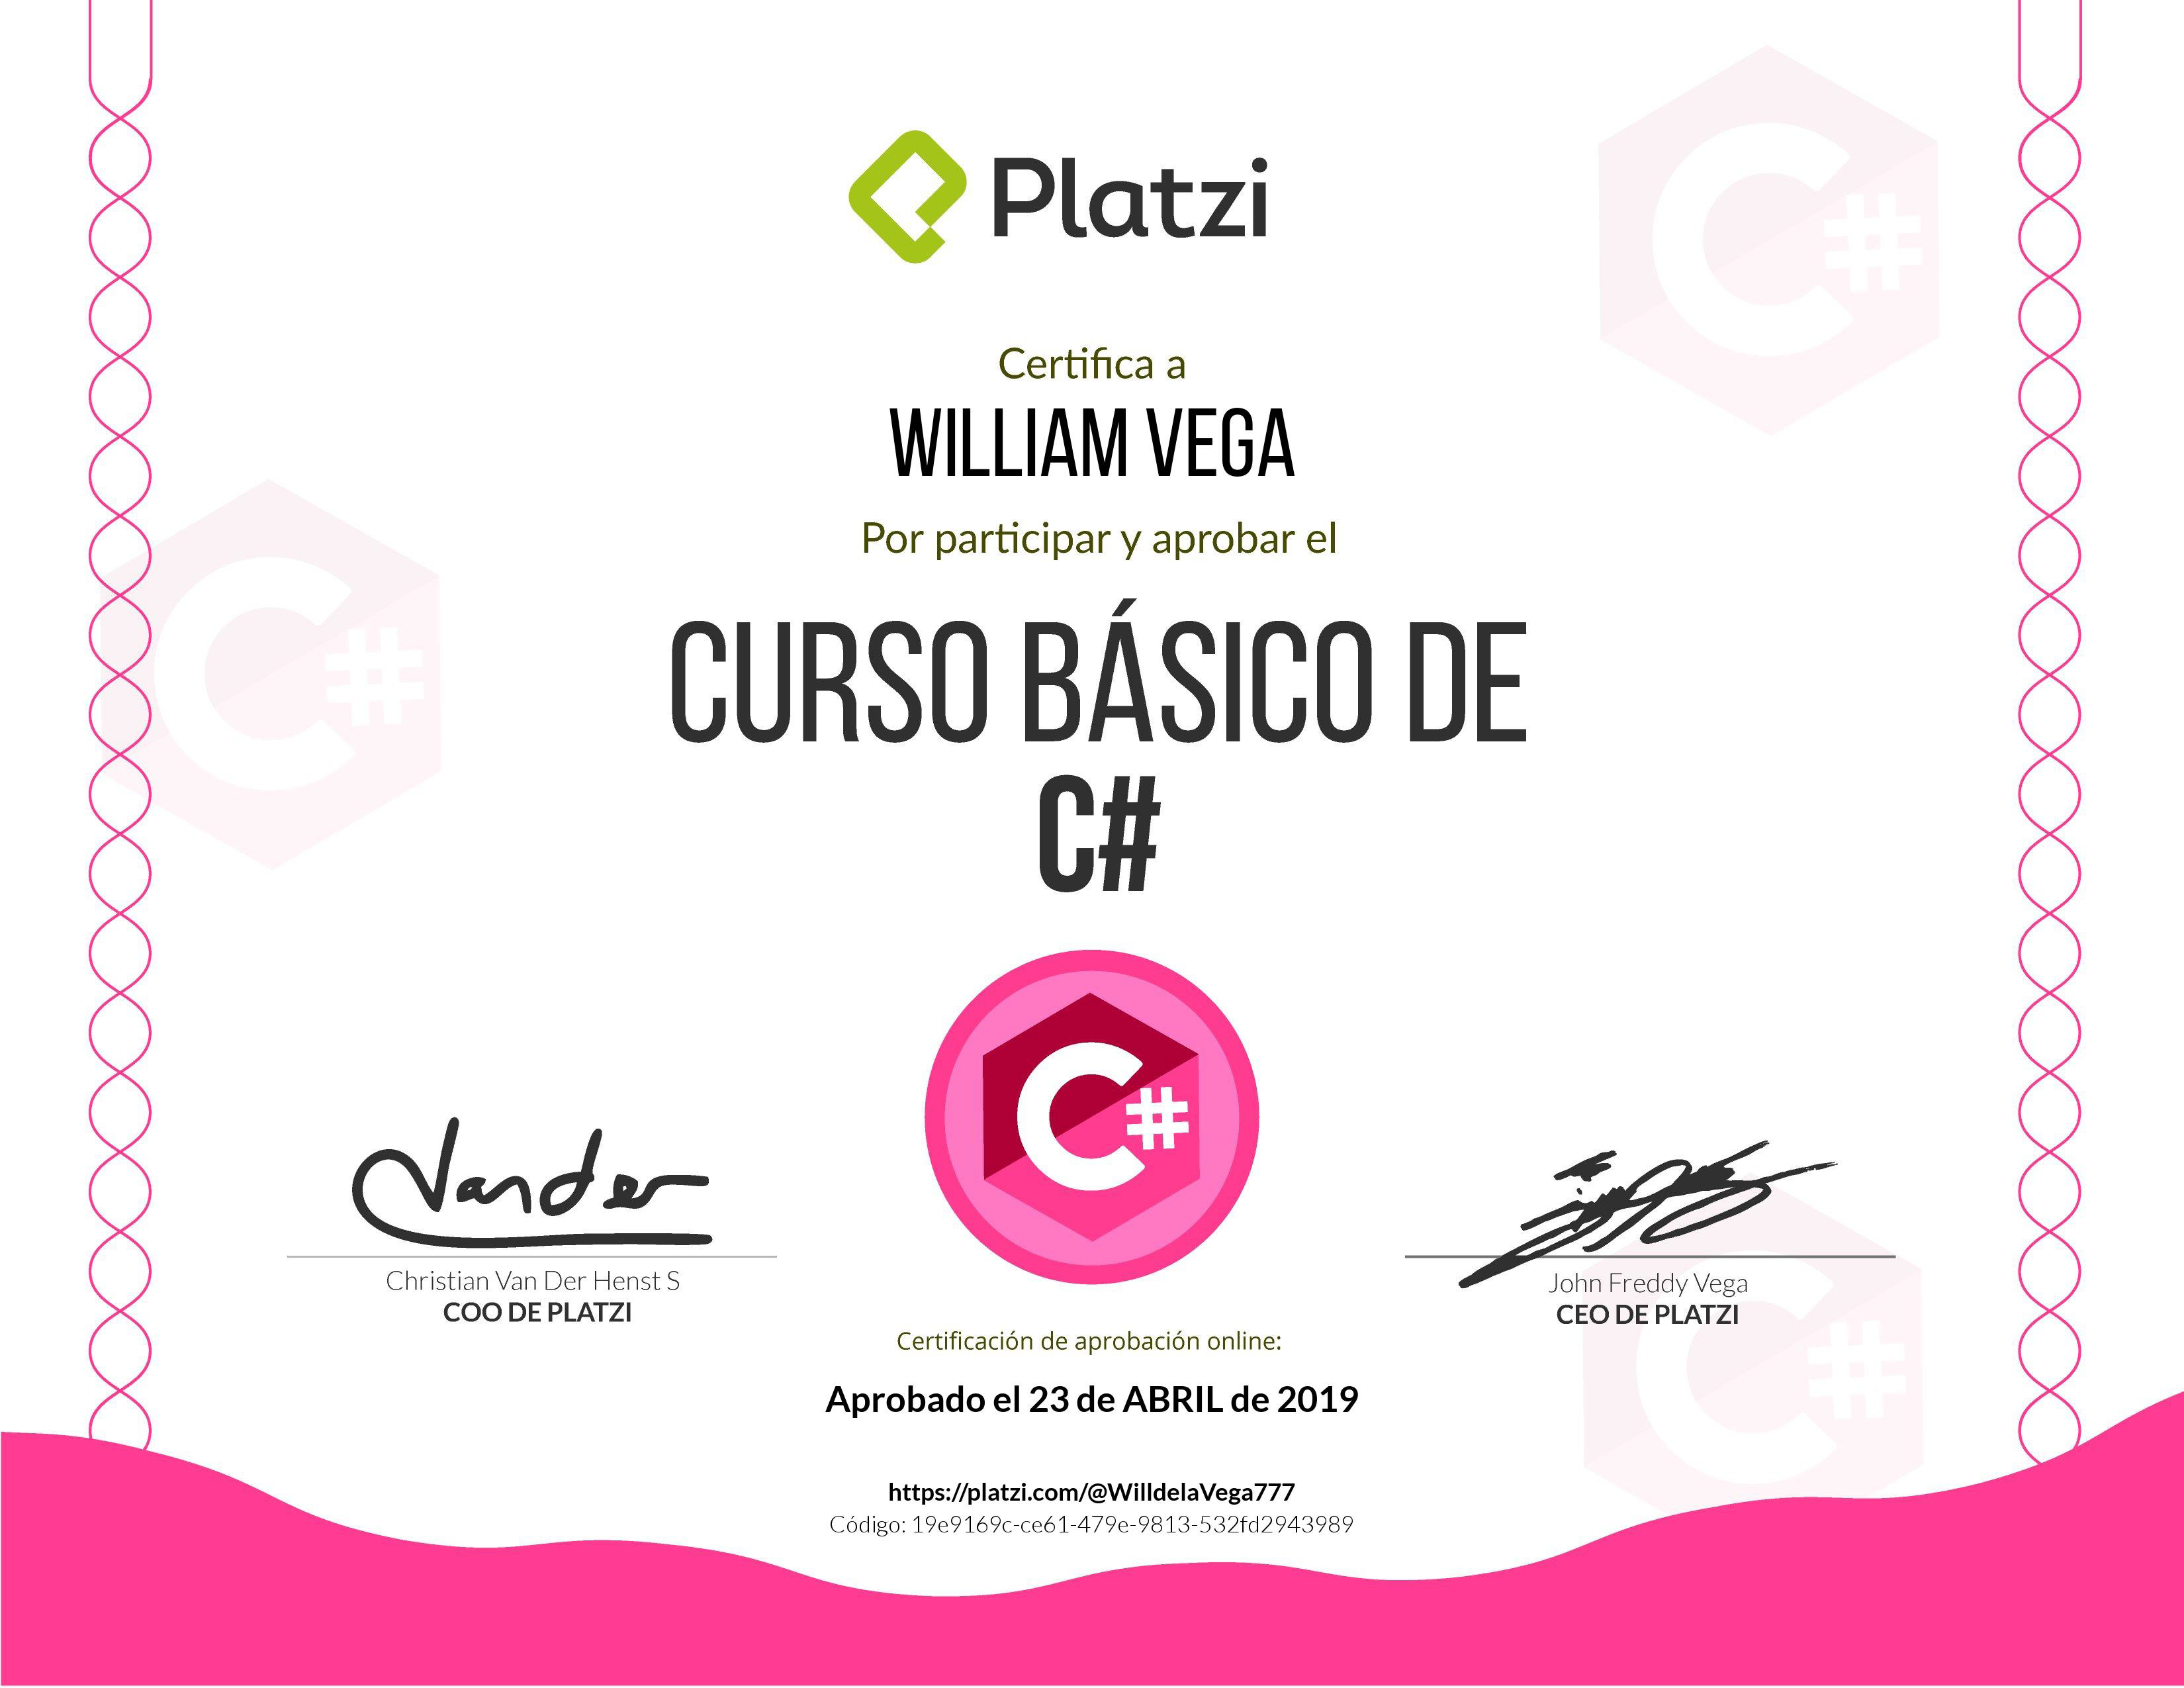 Platzi
Certifica a
WILLIAM VEGA
Por participar y aprobar el
CURSO BÁSICO DE
C#
C#
Vander
Christian Van Der Henst S
COO DE PLATZI
John Freddy Vega
CEO DE PLATZI
Certificación de aprobación online:
Aprobado el 23 de ABRIL de 2019
https://platzi.com/@WilldelaVega777
Código: 19e9169c-ce61-479e-9813-532fd2943989
C#
C#
C#